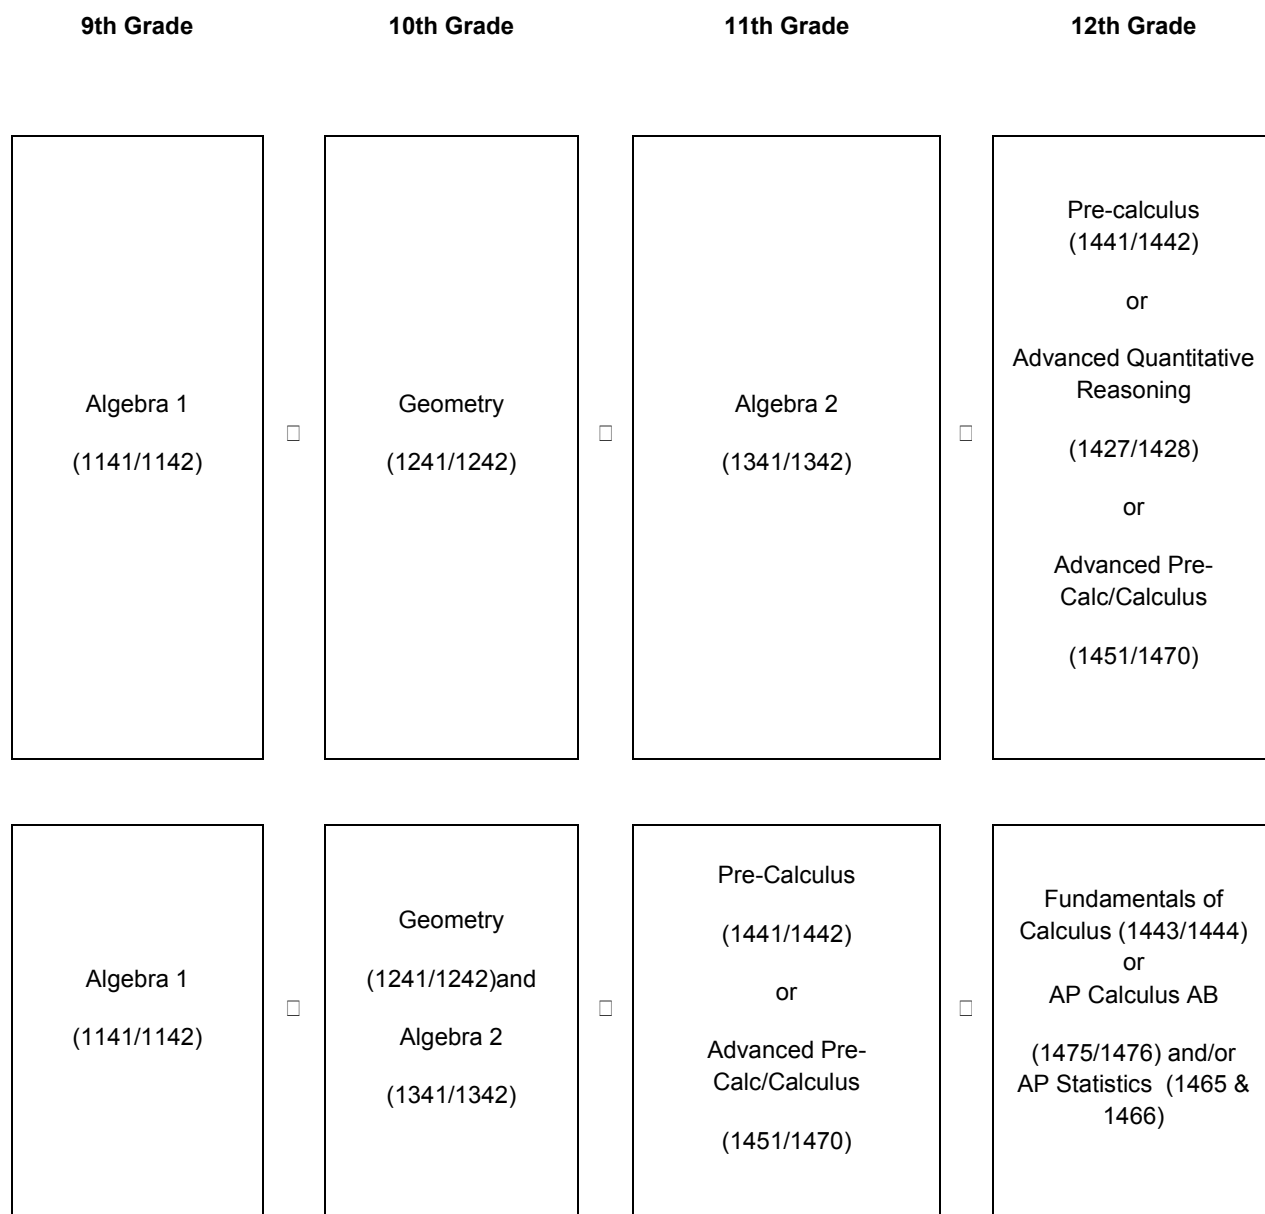 9th Grade
10th Grade
11th Grade
12th Grade
Algebra 1
(1141/1142)
Geometry
(1241/1242)
Algebra 2
(1341/1342)
Pre-calculus
(1441/1442)
or
Advanced Quantitative
Reasoning
(1427/1428)
or
Advanced Pre-
Calc/Calculus
(1451/1470)
Algebra 1
(1141/1142)
Geometry
(1241/1242)and
Algebra 2
(1341/1342)
Pre-Calculus
(1441/1442)
or
Advanced Pre-
Calc/Calculus
(1451/1470)
Fundamentals of
Calculus (1443/1444)
or
AP Calculus AB
(1475/1476) and/or
AP Statistics (1465 &
1466)